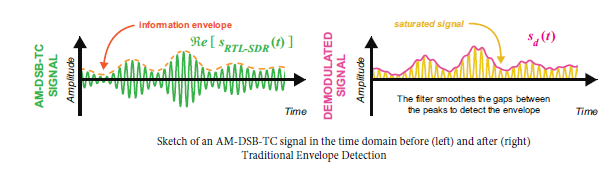 information envelope
ℜe [ s_RTL-SDR(t) ]
AM-DSB-TC
SIGNAL
Amplitude
Time
saturated signal
s_d(t)
DEMODULATED
SIGNAL
Amplitude
Time
The filter smoothes the gaps between
the peaks to detect the envelope
Sketch of an AM-DSB-TC signal in the time domain before (left) and after (right)
Traditional Envelope Detection